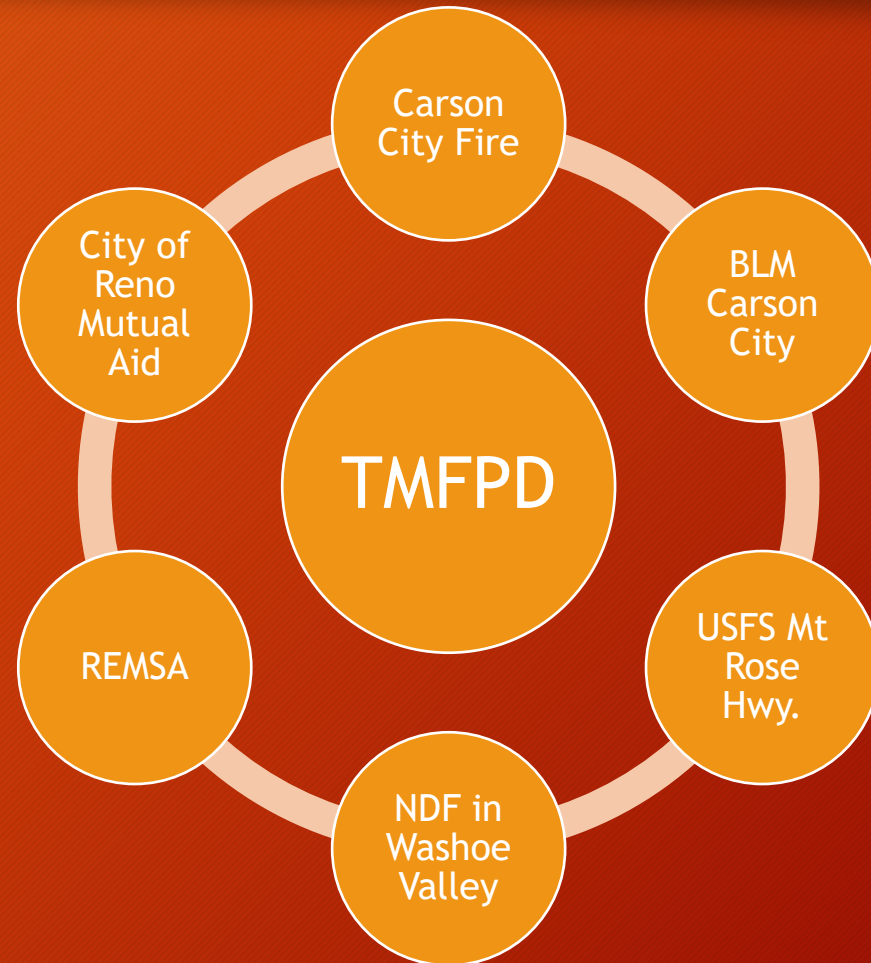 Carson
City Fire
City of
Reno
Mutual
Aid
BLM
Carson
City
TMFPD
REMSA
USFS Mt
Rose
Hwy.
NDF in
Washoe
Valley